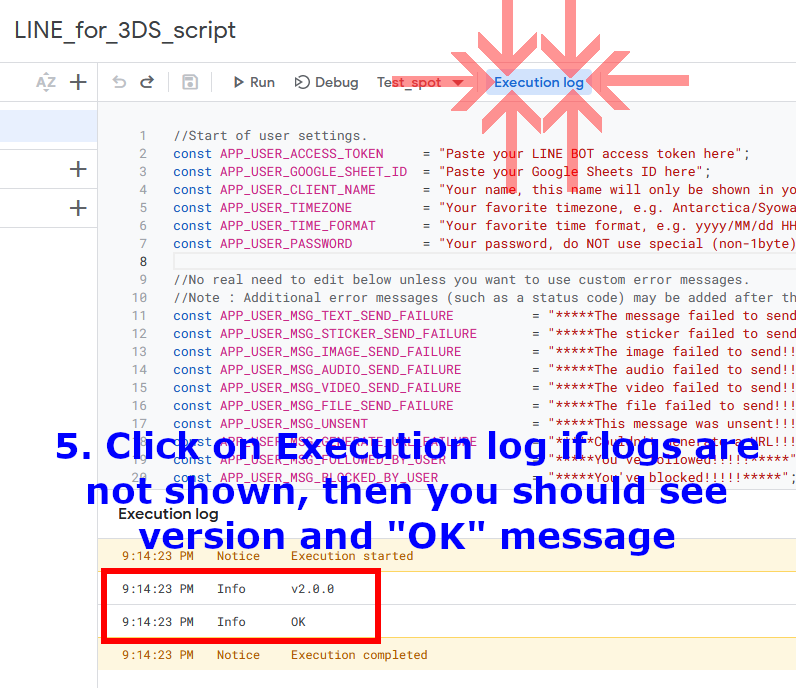 LINE_for_3DS_script
AZ
Run Debug Test_spot Execution log
1 //Start of user settings.
2 const APP_USER_ACCESS_TOKEN = "Paste your LINE BOT access token here";
3 const APP_USER_GOOGLE_SHEET_ID = "Paste your Google Sheets ID here";
4 const APP_USER_CLIENT_NAME = "Your name, this name will only be shown in yo
5 const APP_USER_TIMEZONE = "Your favorite timezone, e.g. Antarctica/Syowa
6 const APP_USER_TIME_FORMAT = "Your favorite time format, e.g. yyyy/MM/dd HH
7 const APP_USER_PASSWORD = "Your password, do NOT use special (non-1byte)
8
9 //No real need to edit below unless you want to use custom error messages.
10 //Note : Additional error messages (such as a status code) may be added after th
11 const APP_USER_MSG_TEXT_SEND_FAILURE = "*****The message failed to send
12 const APP_USER_MSG_STICKER_SEND_FAILURE = "*****The sticker failed to send
13 const APP_USER_MSG_IMAGE_SEND_FAILURE = "*****The image failed to send!!
14 const APP_USER_MSG_AUDIO_SEND_FAILURE = "*****The audio failed to send!!
15 const APP_USER_MSG_VIDEO_SEND_FAILURE = "*****The video failed to send!!
16 const APP_USER_MSG_FILE_SEND_FAILURE = "*****The file failed to send!!!
17 const APP_USER_MSG_UNSENT = "*****This message was unsent!!!
18 const APP_USER_MSG_GENERATE_URL_FAILURE = "*****Couldn't generate a URL!!!
19 const APP_USER_MSG_FOLLOWED_BY_USER = "*****You've followed!!!!!*****"
20 const APP_USER_MSG_BLOCKED_BY_USER = "*****You've blocked!!!!!*****";
5. Click on Execution log if logs are
not shown, then you should see
version and "OK" message
Execution log
9:14:23 PM Notice Execution started
9:14:23 PM Info v2.0.0
9:14:23 PM Info OK
9:14:23 PM Notice Execution completed